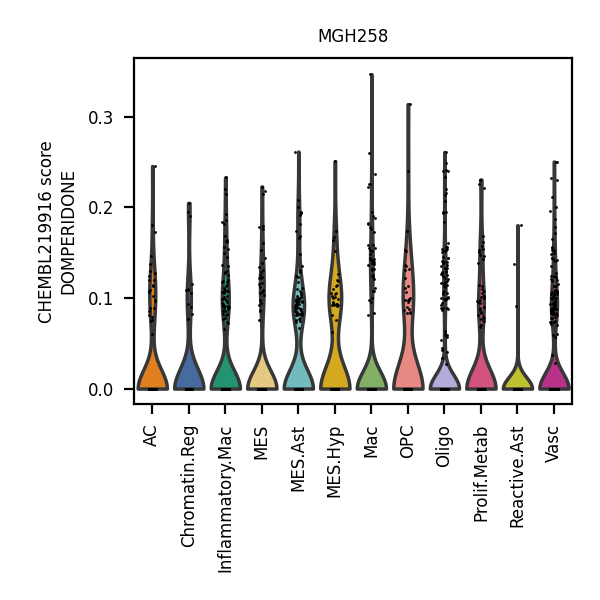 MGH258
CHEMBL219916 score
DOMPERIDONE
0.3
0.2
0.1
0.0
AC
Chromatin.Reg
Inflammatory.Mac
MES
MES.Ast
MES.Hyp
Mac
OPC
Oligo
Prolif.Metab
Reactive.Ast
Vasc